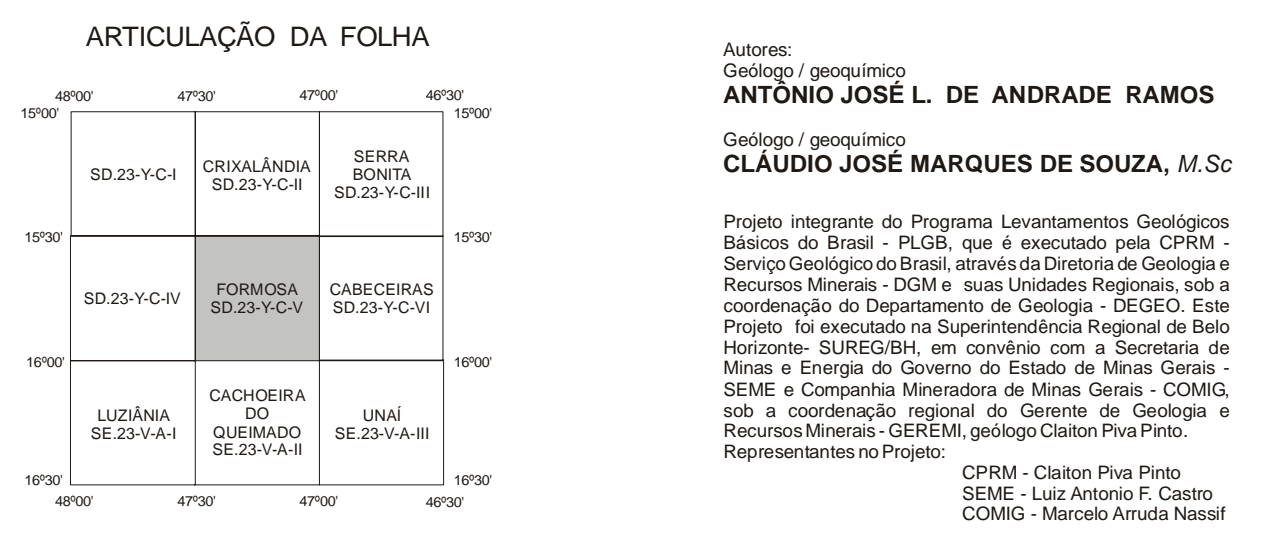 ARTICULAÇÃO DA FOLHA
48º00' 47º30' 47º00' 46º30'
15º00' 15º00'
SD.23-Y-C-I
CRIXALÂNDIA
SD.23-Y-C-II
SERRA
BONITA
SD.23-Y-C-III
15º30' 15º30'
SD.23-Y-C-IV
FORMOSA
SD.23-Y-C-V
CABECEIRAS
SD.23-Y-C-VI
16º00' 16º00'
LUZIÂNIA
SE.23-V-A-I
CACHOEIRA
DO
QUEIMADO
SE.23-V-A-II
UNAÍ
SE.23-V-A-III
16º30' 16º30'
48º00' 47º30' 47º00' 46º30'
Autores:
Geólogo / geoquímico
ANTÔNIO JOSÉ L. DE ANDRADE RAMOS
Geólogo / geoquímico
CLÁUDIO JOSÉ MARQUES DE SOUZA, M.Sc
Projeto integrante do Programa Levantamentos Geológicos
Básicos do Brasil - PLGB, que é executado pela CPRM -
Serviço Geológico do Brasil, através da Diretoria de Geologia e
Recursos Minerais - DGM e suas Unidades Regionais, sob a
coordenação do Departamento de Geologia - DEGEO. Este
Projeto foi executado na Superintendência Regional de Belo
Horizonte- SUREG/BH, em convênio com a Secretaria de
Minas e Energia do Governo do Estado de Minas Gerais -
SEME e Companhia Mineradora de Minas Gerais - COMIG,
sob a coordenação regional do Gerente de Geologia e
Recursos Minerais - GEREMI, geólogo Claiton Piva Pinto.
Representantes no Projeto:
CPRM - Claiton Piva Pinto
SEME - Luiz Antonio F. Castro
COMIG - Marcelo Arruda Nassif